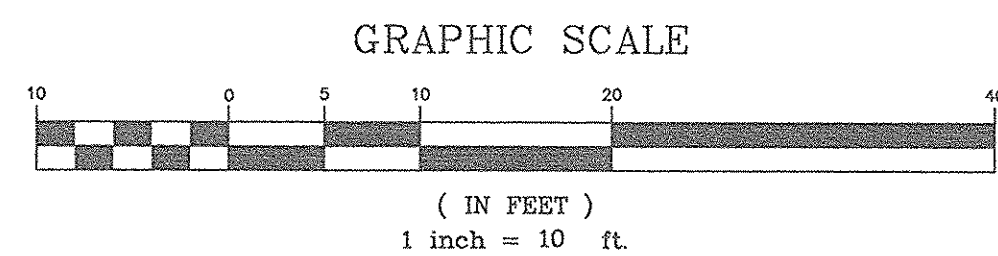 GRAPHIC SCALE
10 0 5 10 20 40
( IN FEET )
1 inch = 10 ft.